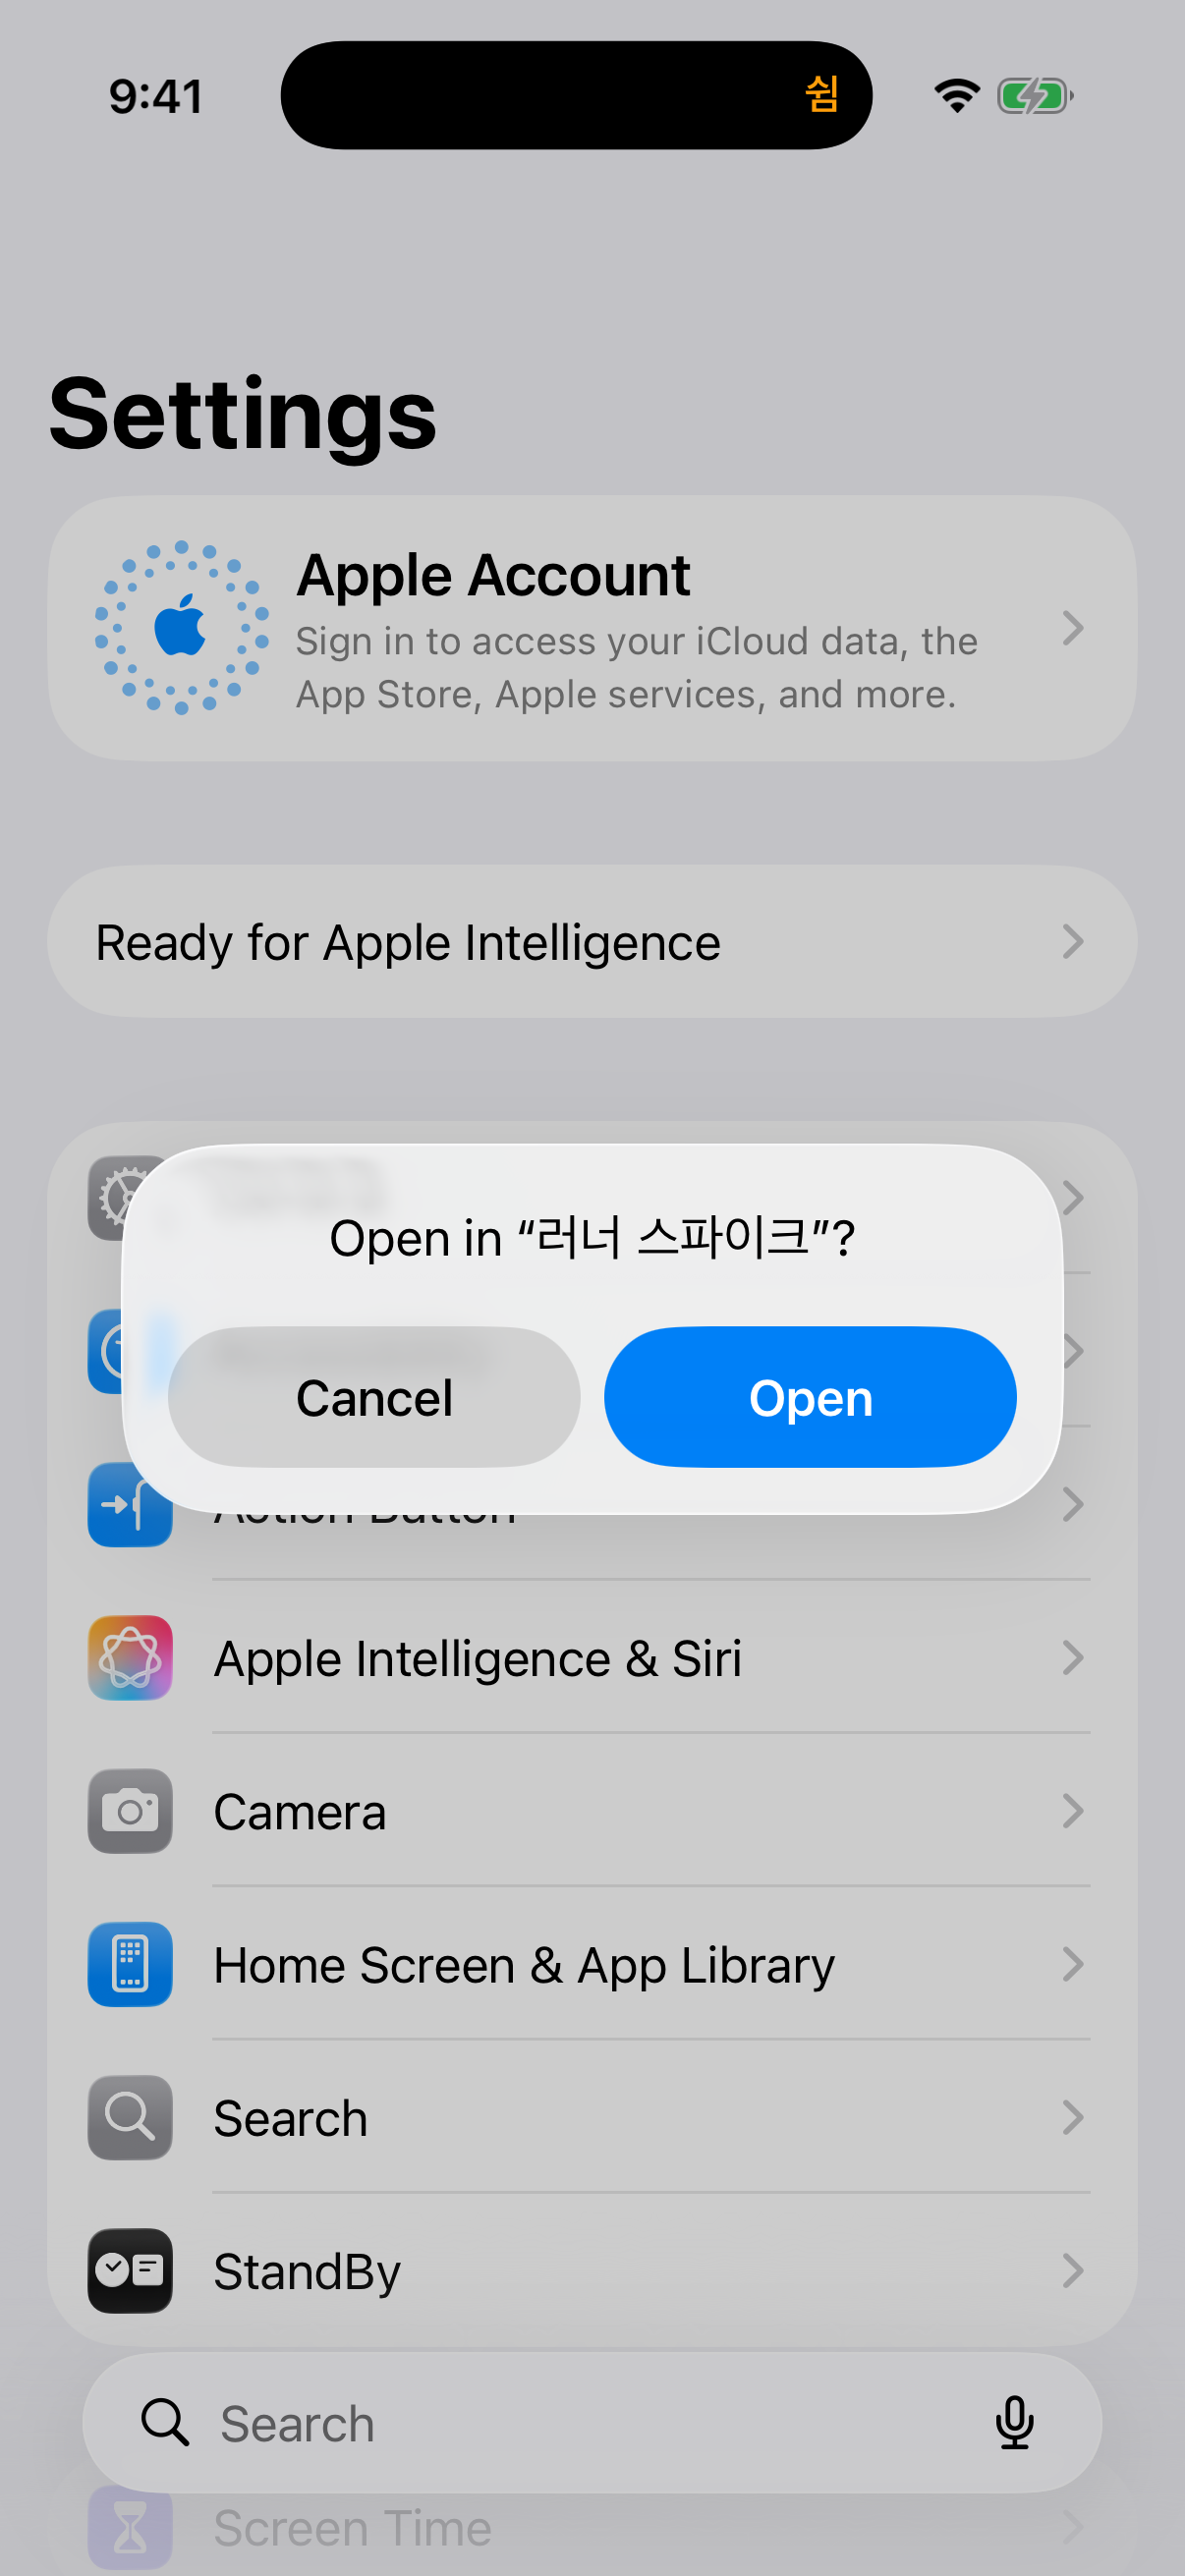 9:41
쉼
Settings
Apple Account
Sign in to access your iCloud data, the
App Store, Apple services, and more.
Ready for Apple Intelligence
Open in “러너 스파이크”?
Cancel
Open
Action Button
Apple Intelligence & Siri
Camera
Home Screen & App Library
Search
StandBy
Search
Screen Time